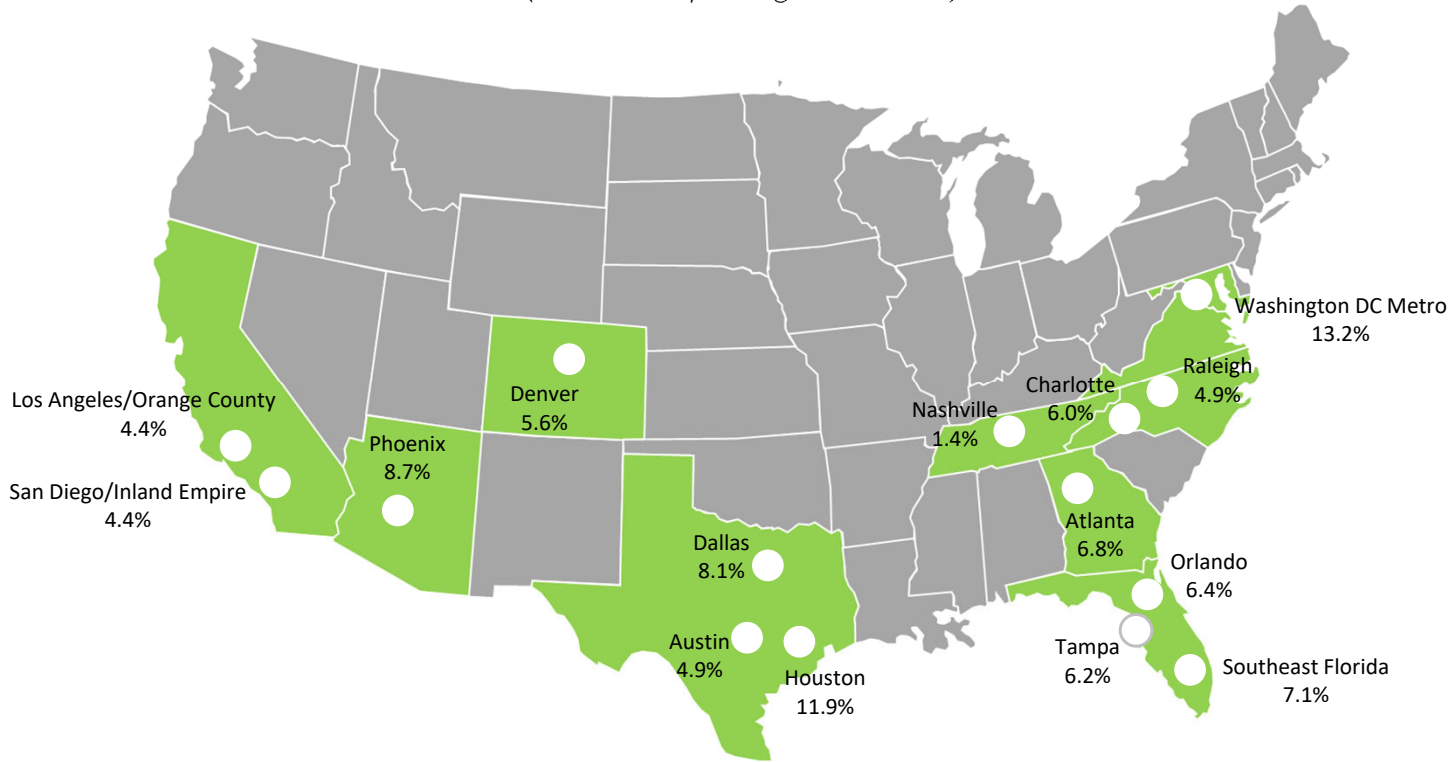 Washington DC Metro
13.2%
Raleigh
4.9%
Charlotte
6.0%
Nashville
1.4%
Denver
5.6%
Los Angeles/Orange County
4.4%
Phoenix
8.7%
San Diego/Inland Empire
4.4%
Atlanta
6.8%
Dallas
8.1%
Orlando
6.4%
Austin
4.9%
Houston
11.9%
Tampa
6.2%
Southeast Florida
7.1%